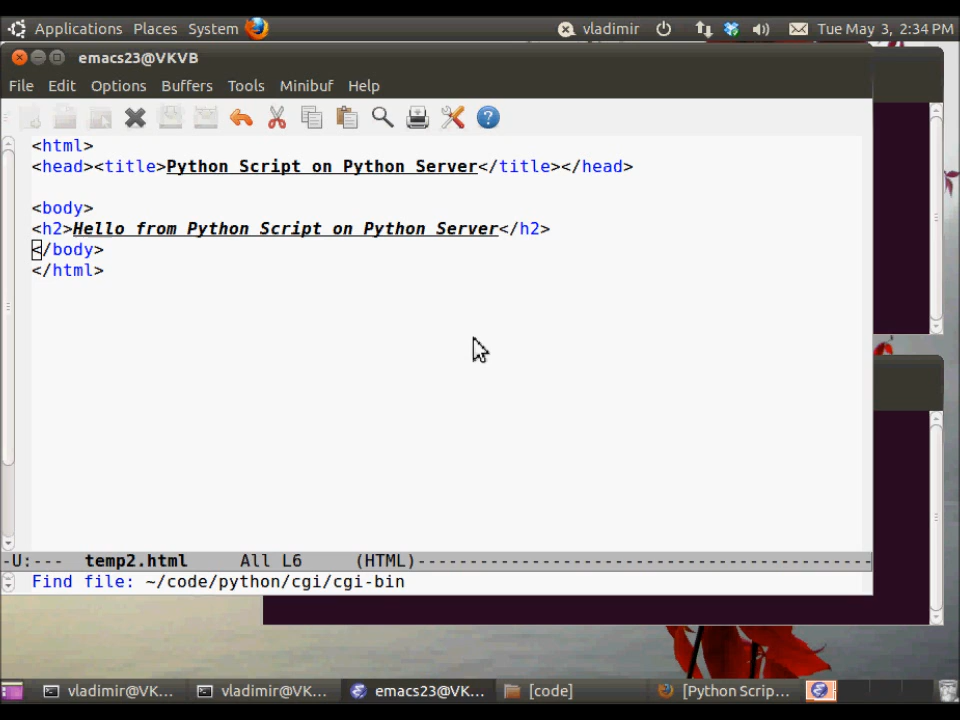 Applications Places System vladimir Tue May 3, 2:34 PM
emacs23@VKVB
File Edit Options Buffers Tools Minibuf Help
<html>
<head><title>Python Script on Python Server</title></head>
<body>
<h2>Hello from Python Script on Python Server</h2>
</body>
</html>
-U:--- temp2.html All L6 (HTML)--------------------------------------------
Find file: ~/code/python/cgi/cgi-bin
vladimir@VK... vladimir@VK... emacs23@VK... [code] [Python Scrip...